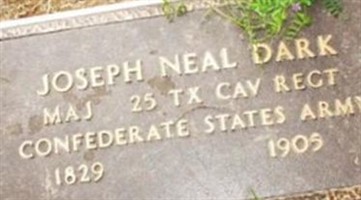 JOSEPH NEAL DARK
MAJ 25 TX CAV REGT
CONFEDERATE STATES ARMY
1829 1905